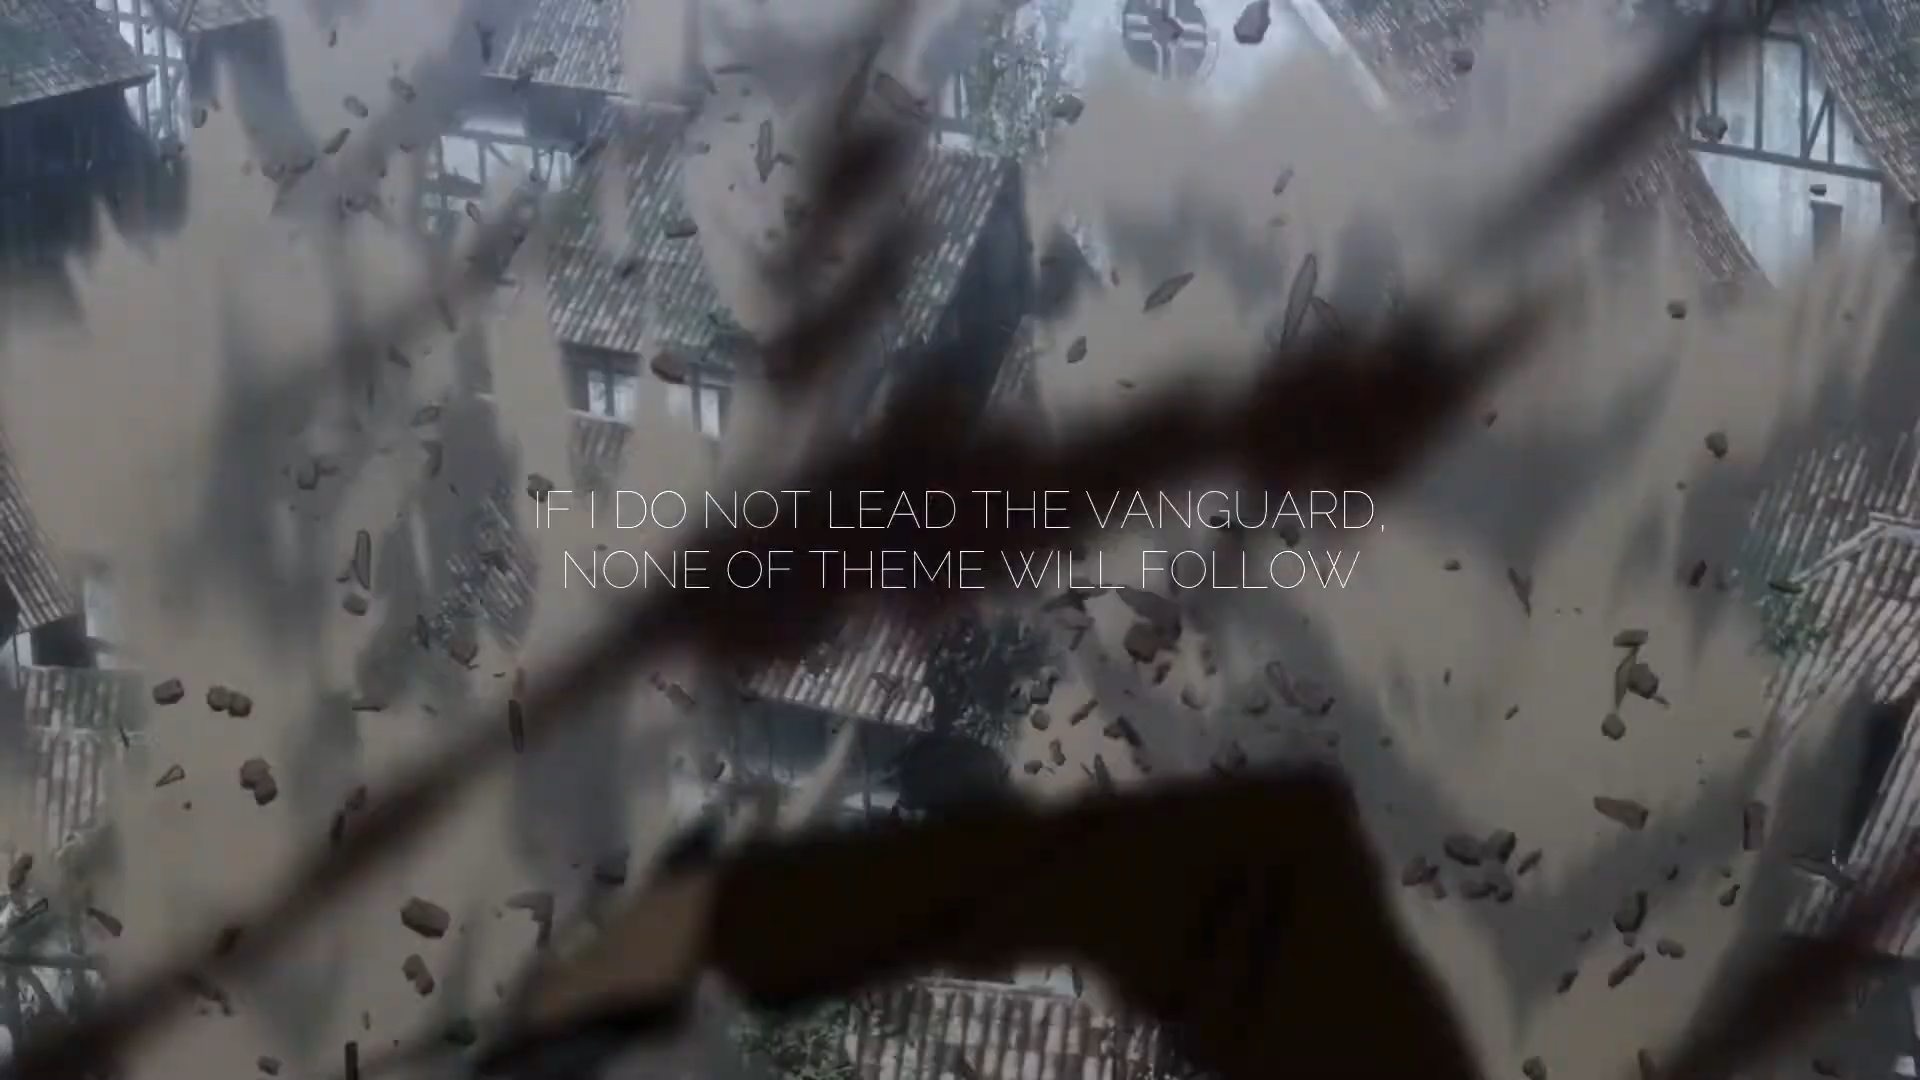 IF I DO NOT LEAD THE VANGUARD,
NONE OF THEME WILL FOLLOW